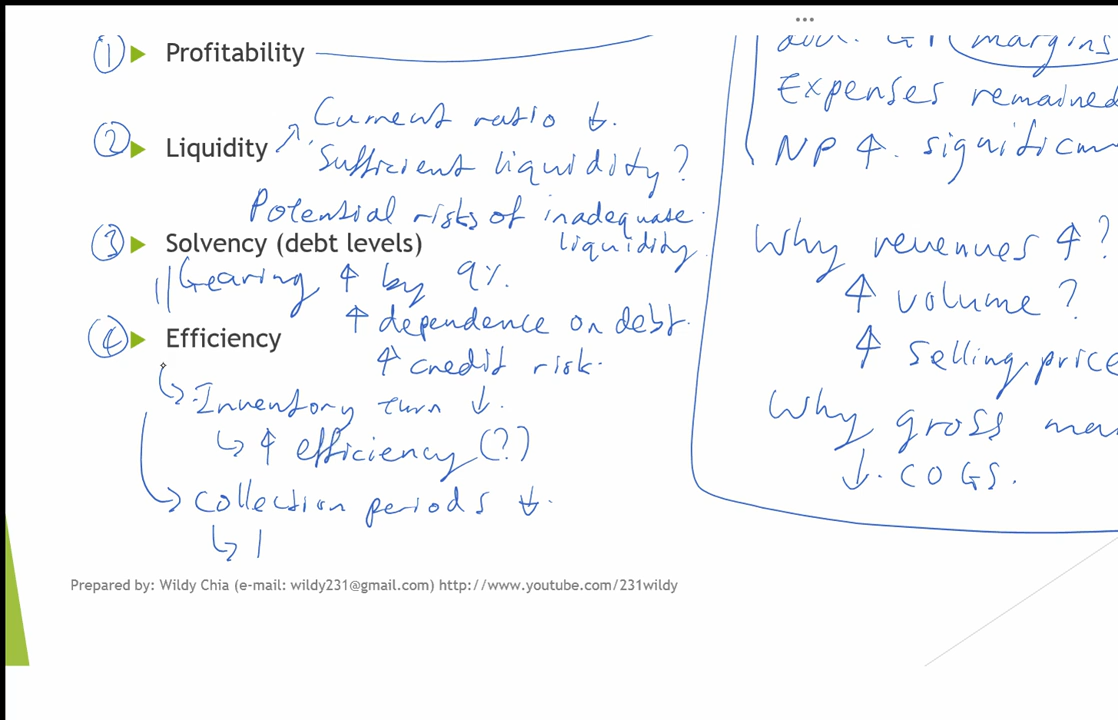 ① Profitability
② Liquidity
↗ Current ratio ↓.
Sufficient liquidity?
Potential risks of inadequate
liquidity.
③ Solvency (debt levels)
Gearing ↑ by 9%.
↑ dependence on debt.
↑ credit risk.
④ Efficiency
↳ Inventory turn ↓.
↳ ↑ efficiency (?)
↳ Collection periods ↓.
↳
margins
Expenses remained
NP ↑. significan
Why revenues ↑?
↑ volume?
↑ Selling price
Why gross mar
↓. COGS.
Prepared by: Wildy Chia (e-mail: wildy231@gmail.com) http://www.youtube.com/231wildy